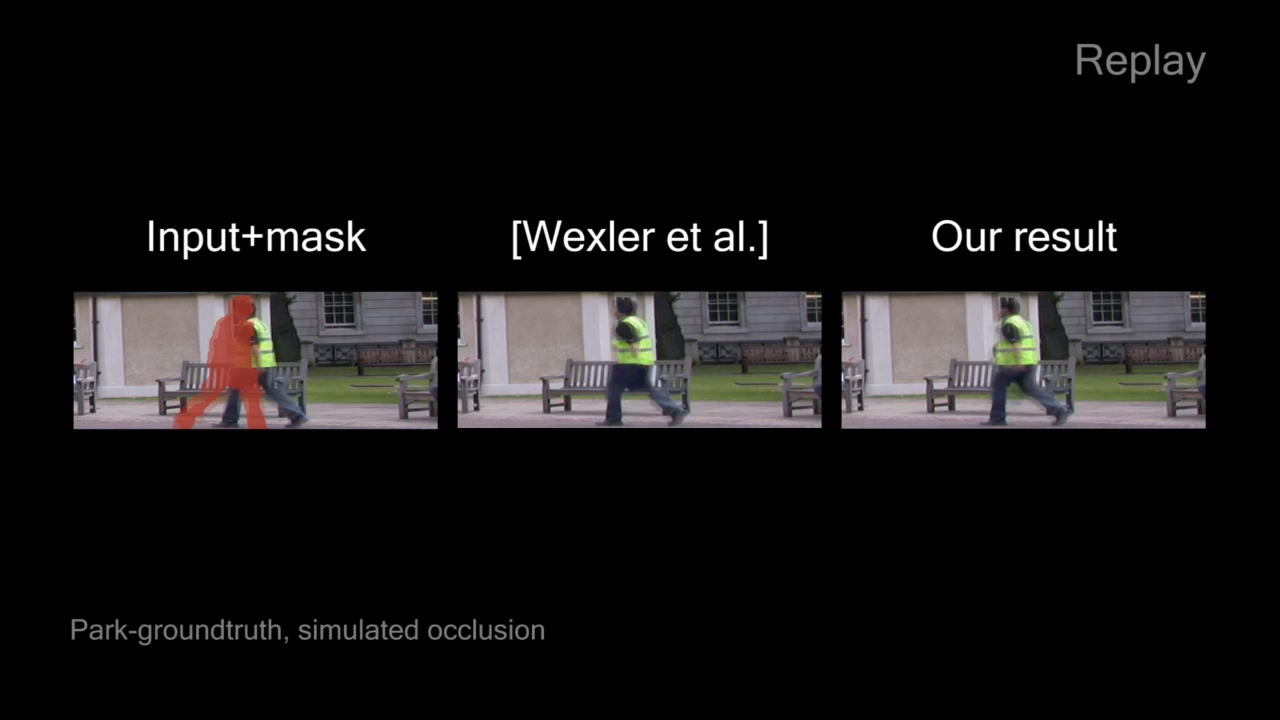 Replay
Input+mask
[Wexler et al.]
Our result
Park-groundtruth, simulated occlusion